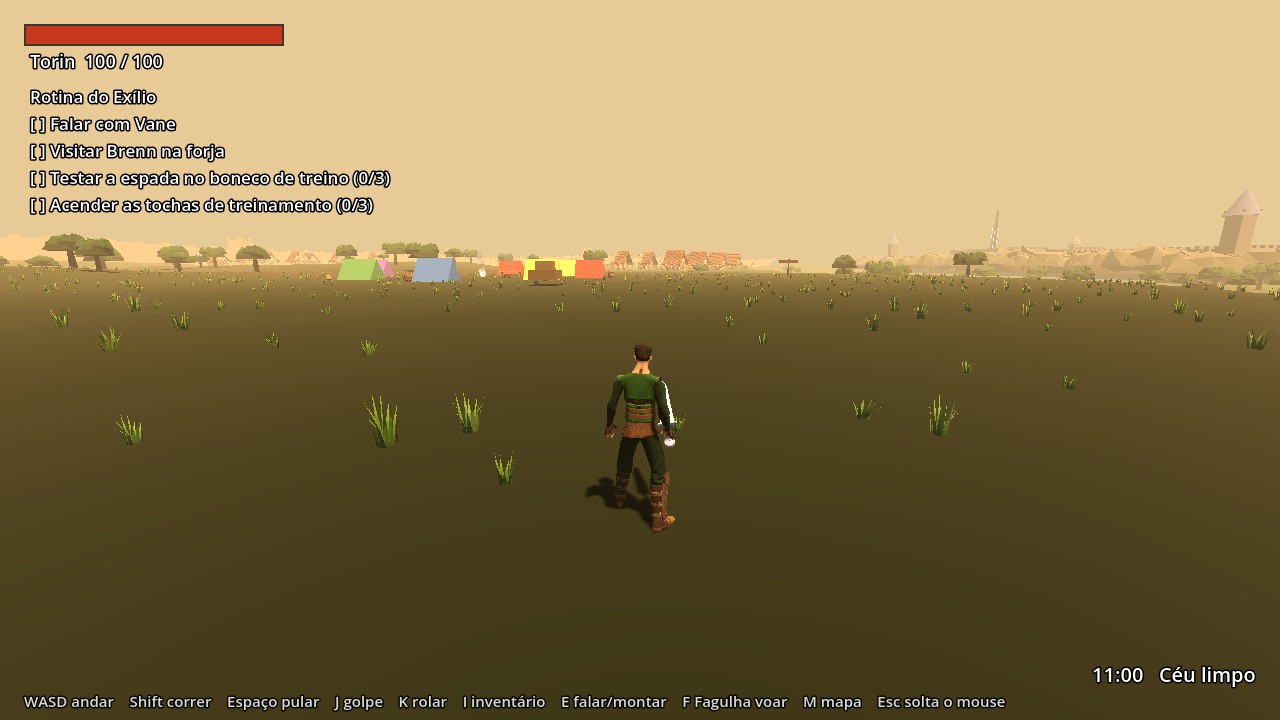 Torin 100 / 100
Rotina do Exílio
[ ] Falar com Vane
[ ] Visitar Brenn na forja
[ ] Testar a espada no boneco de treino (0/3)
[ ] Acender as tochas de treinamento (0/3)
11:00 Céu limpo
WASD andar Shift correr Espaço pular J golpe K rolar I inventário E falar/montar F Fagulha voar M mapa Esc solta o mouse